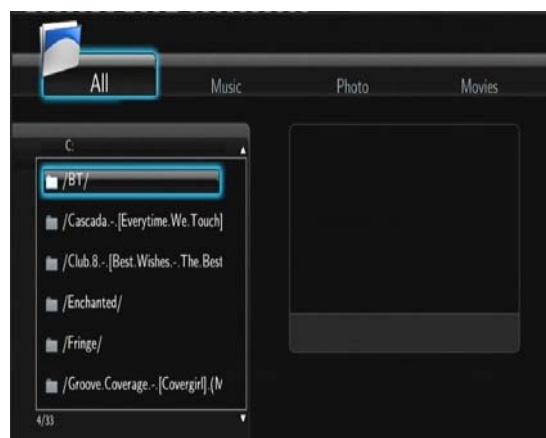 All Music Photo Movies
C:
/BT/
/Cascada.-.[Everytime.We.Touch]
/Club.8.-.[Best.Wishes.-.The.Best
/Enchanted/
/Fringe/
/Groove.Coverage.-.[Covergirl].(M
4/33